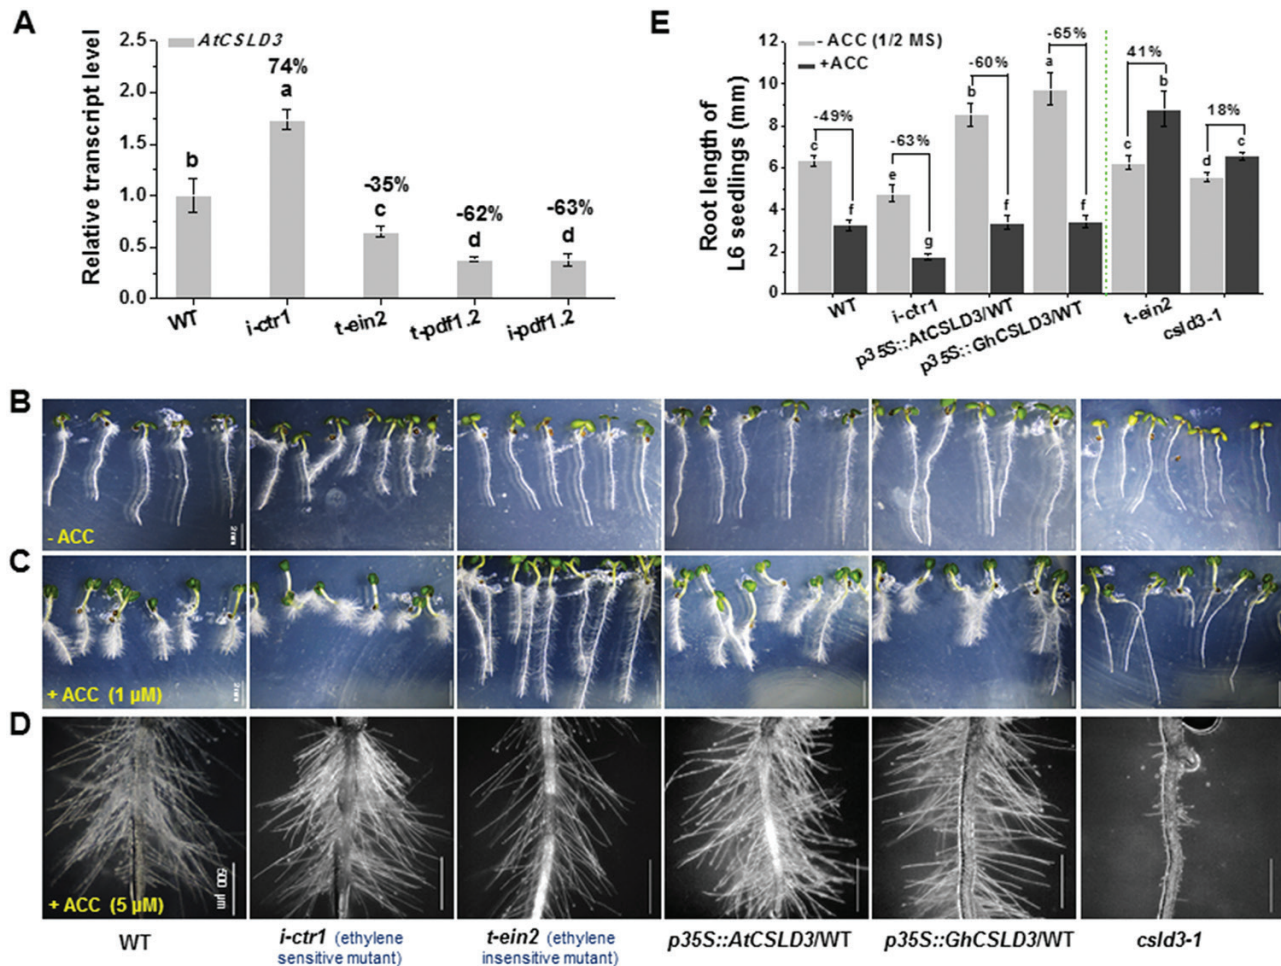 A
Relative transcript level
AtCSLD3
2.5
2.0
1.5
1.0
0.5
0.0
b
74%
a
-35%
c
-62%
d
-63%
d
WT
i-ctr1
t-ein2
t-pdf1.2
i-pdf1.2
E
Root length of
L6 seedlings (mm)
- ACC (1/2 MS)
+ACC
12
10
8
6
4
2
0
-49%
c
f
-63%
e
g
-60%
b
f
-65%
a
f
41%
c
b
18%
d
c
WT
i-ctr1
p35S::AtCSLD3/WT
p35S::GhCSLD3/WT
t-ein2
csld3-1
B
- ACC
2 mm
C
+ ACC (1 µM)
2 mm
D
+ ACC (5 µM)
500 µm
WT
i-ctr1 (ethylene
sensitive mutant)
t-ein2 (ethylene
insensitive mutant)
p35S::AtCSLD3/WT
p35S::GhCSLD3/WT
csld3-1